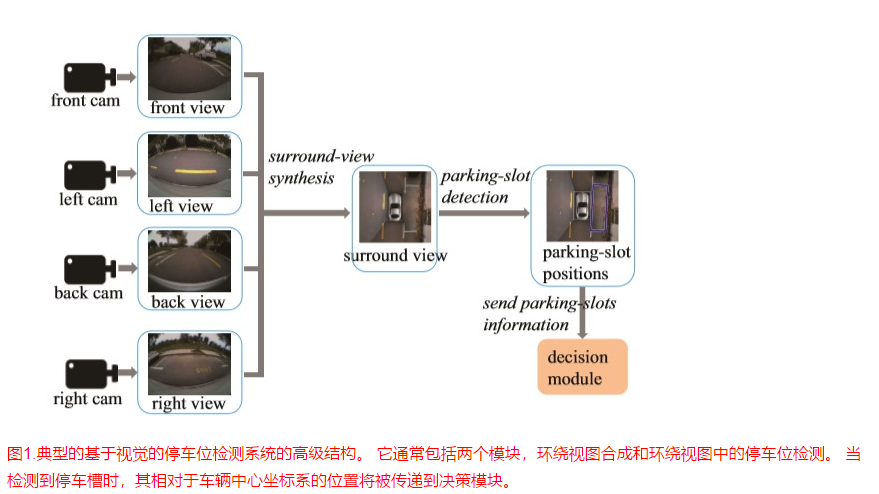 front cam
front view
left cam
left view
back cam
back view
right cam
right view
surround-view
synthesis
surround view
parking-slot
detection
parking-slot
positions
send parking-slots
information
decision
module
图1.典型的基于视觉的停车位检测系统的高级结构。 它通常包括两个模块，环绕视图合成和环绕视图中的停车位检测。 当
检测到停车槽时，其相对于车辆中心坐标系的位置将被传递到决策模块。